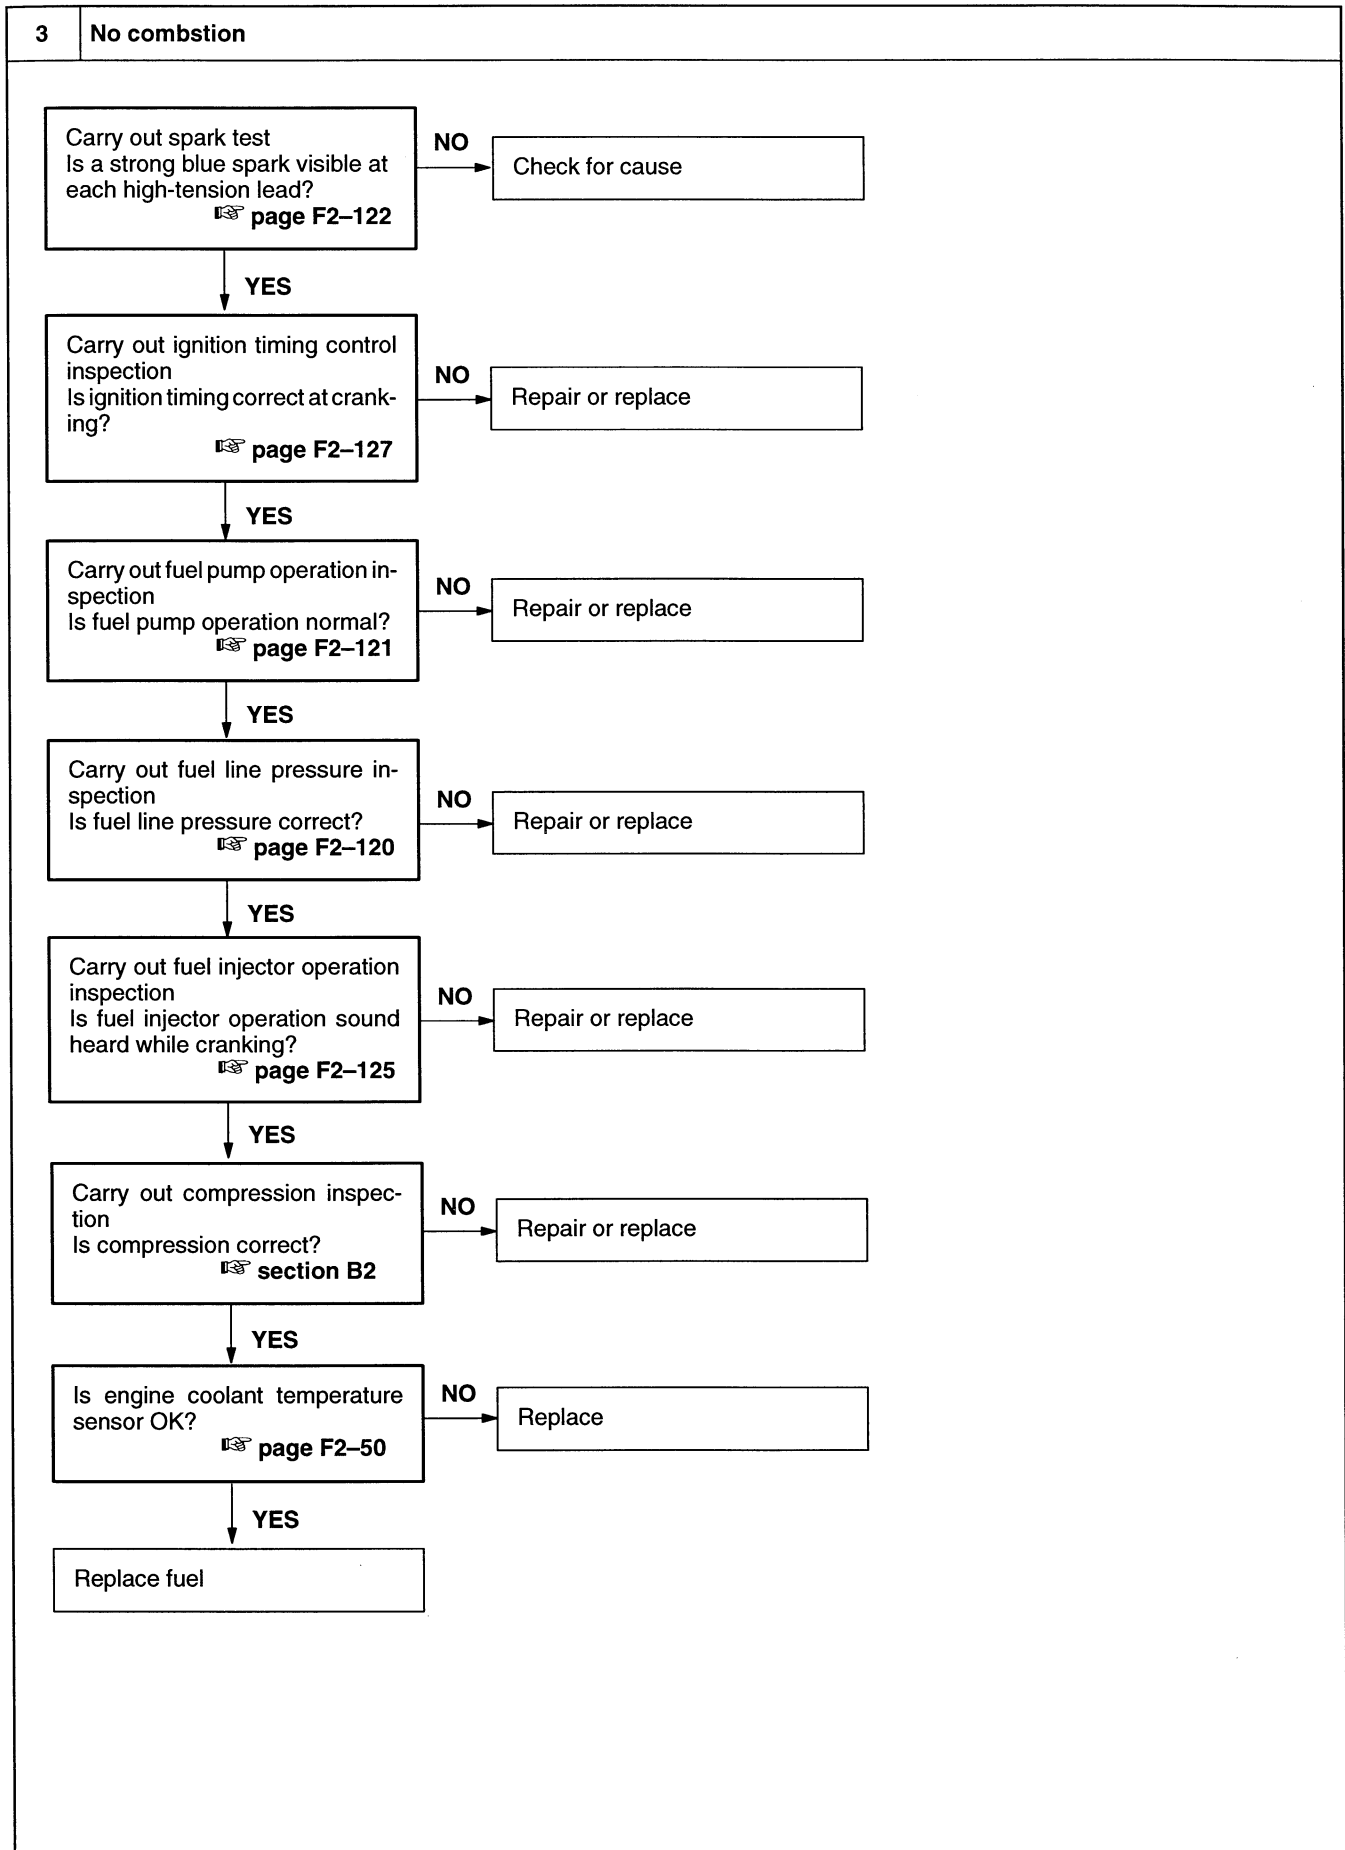 3 No combstion
Carry out spark test
Is a strong blue spark visible at
each high-tension lead?
☞ page F2–122
NO
Check for cause
YES
Carry out ignition timing control
inspection
Is ignition timing correct at crank-
ing?
☞ page F2–127
NO
Repair or replace
YES
Carry out fuel pump operation in-
spection
Is fuel pump operation normal?
☞ page F2–121
NO
Repair or replace
YES
Carry out fuel line pressure in-
spection
Is fuel line pressure correct?
☞ page F2–120
NO
Repair or replace
YES
Carry out fuel injector operation
inspection
Is fuel injector operation sound
heard while cranking?
☞ page F2–125
NO
Repair or replace
YES
Carry out compression inspec-
tion
Is compression correct?
☞ section B2
NO
Repair or replace
YES
Is engine coolant temperature
sensor OK?
☞ page F2–50
NO
Replace
YES
Replace fuel